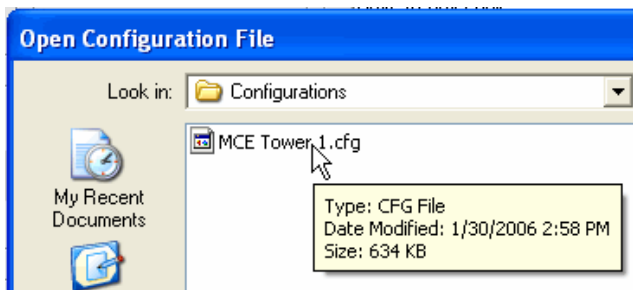 Open Configuration File
Look in:
Configurations
MCE Tower 1.cfg
My Recent
Documents
Type: CFG File
Date Modified: 1/30/2006 2:58 PM
Size: 634 KB